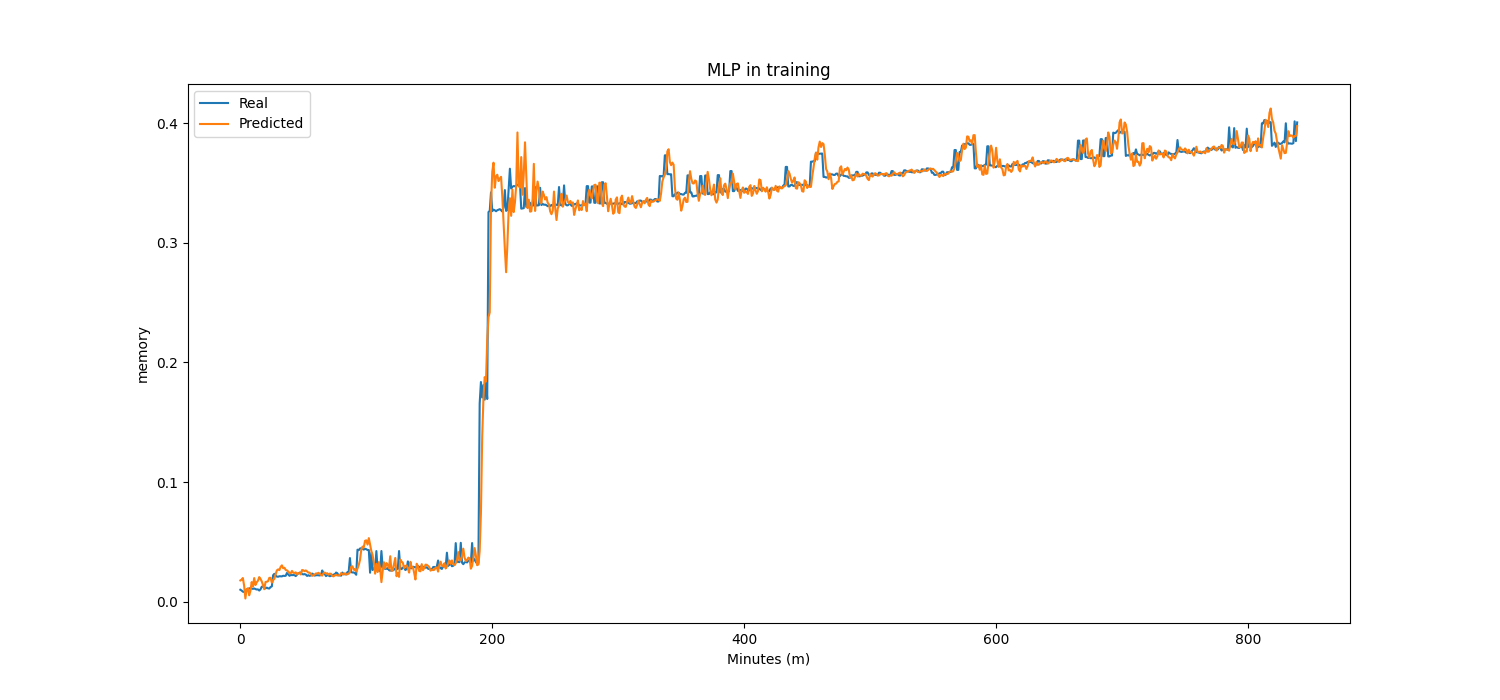 MLP in training
Real
Predicted
0.4
0.3
0.2
0.1
0.0
memory
0 200 400 600 800
Minutes (m)